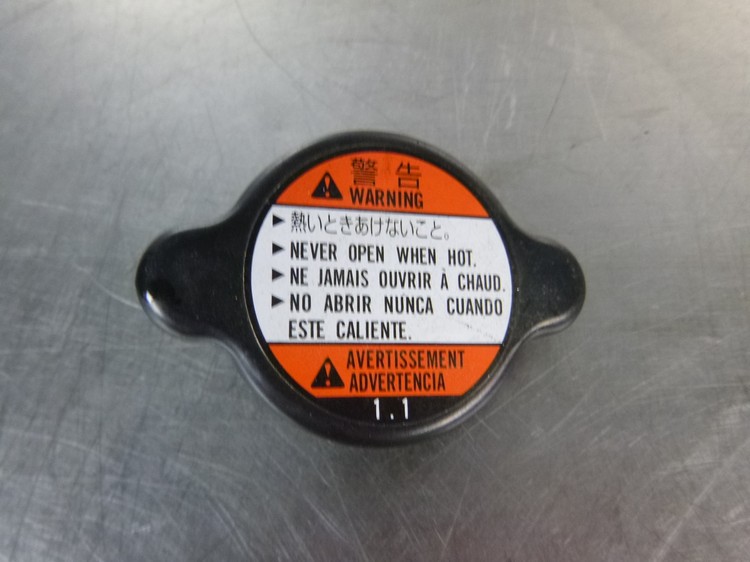 警告
WARNING
熱いときあけないこと。
NEVER OPEN WHEN HOT.
NE JAMAIS OUVRIR À CHAUD.
NO ABRIR NUNCA CUANDO
ESTE CALIENTE.
AVERTISSEMENT
ADVERTENCIA
1.1